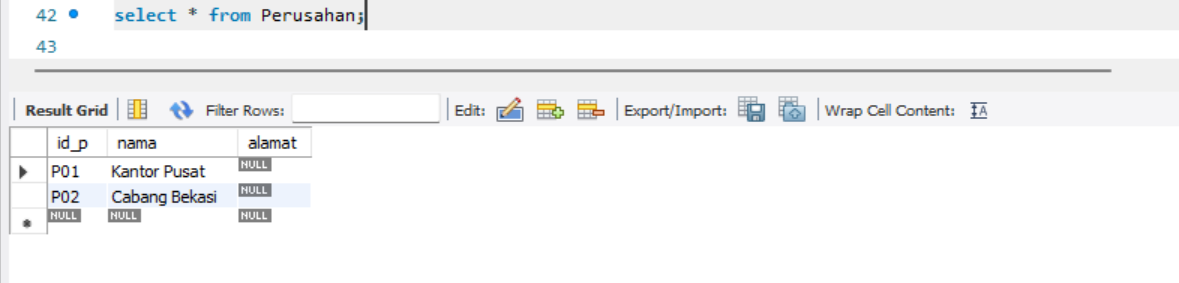 42 select * from Perusahan;
43
Result Grid Filter Rows: Edit: Export/Import: Wrap Cell Content: IA
id_p nama alamat
P01 Kantor Pusat NULL
P02 Cabang Bekasi NULL
NULL NULL NULL